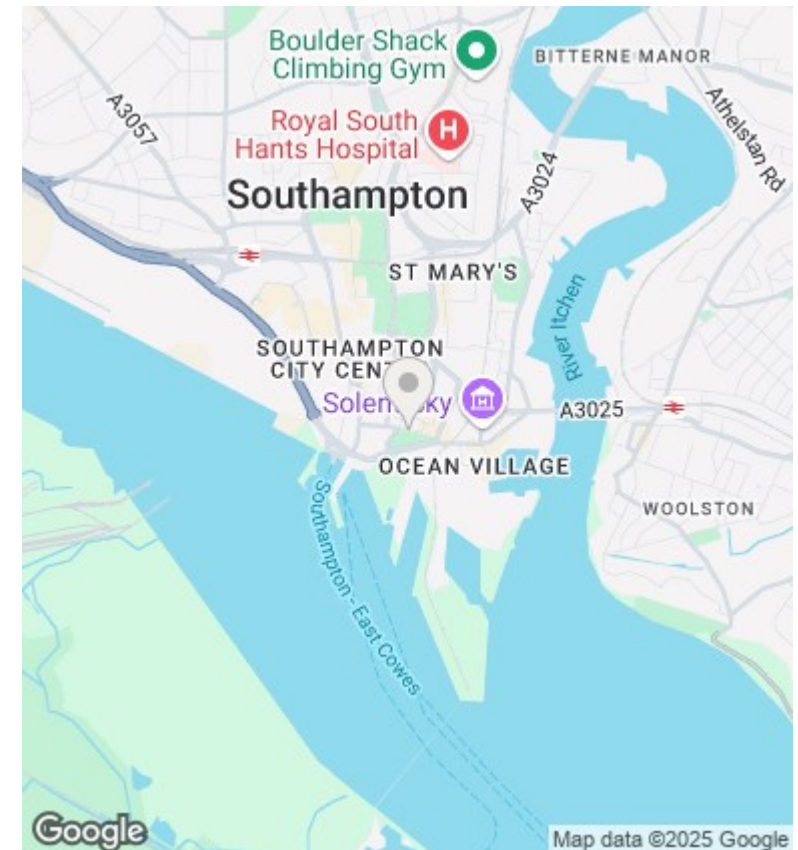 Boulder Shack
Climbing Gym
BITTERNE MANOR
A3057
Royal South
Hants Hospital
H
Athelstan Rd
A3024
Southampton
ST MARY'S
River Itchen
SOUTHAMPTON
CITY
A3025
OCEAN VILLAGE
WOOLSTON
Southampton - East Cowes
Google
Map data ©2025 Google